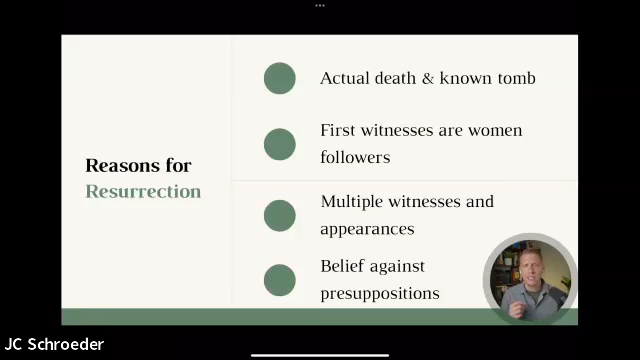 Reasons for
Resurrection
Actual death & known tomb
First witnesses are women
followers
Multiple witnesses and
appearances
Belief against
presuppositions
JC Schroeder